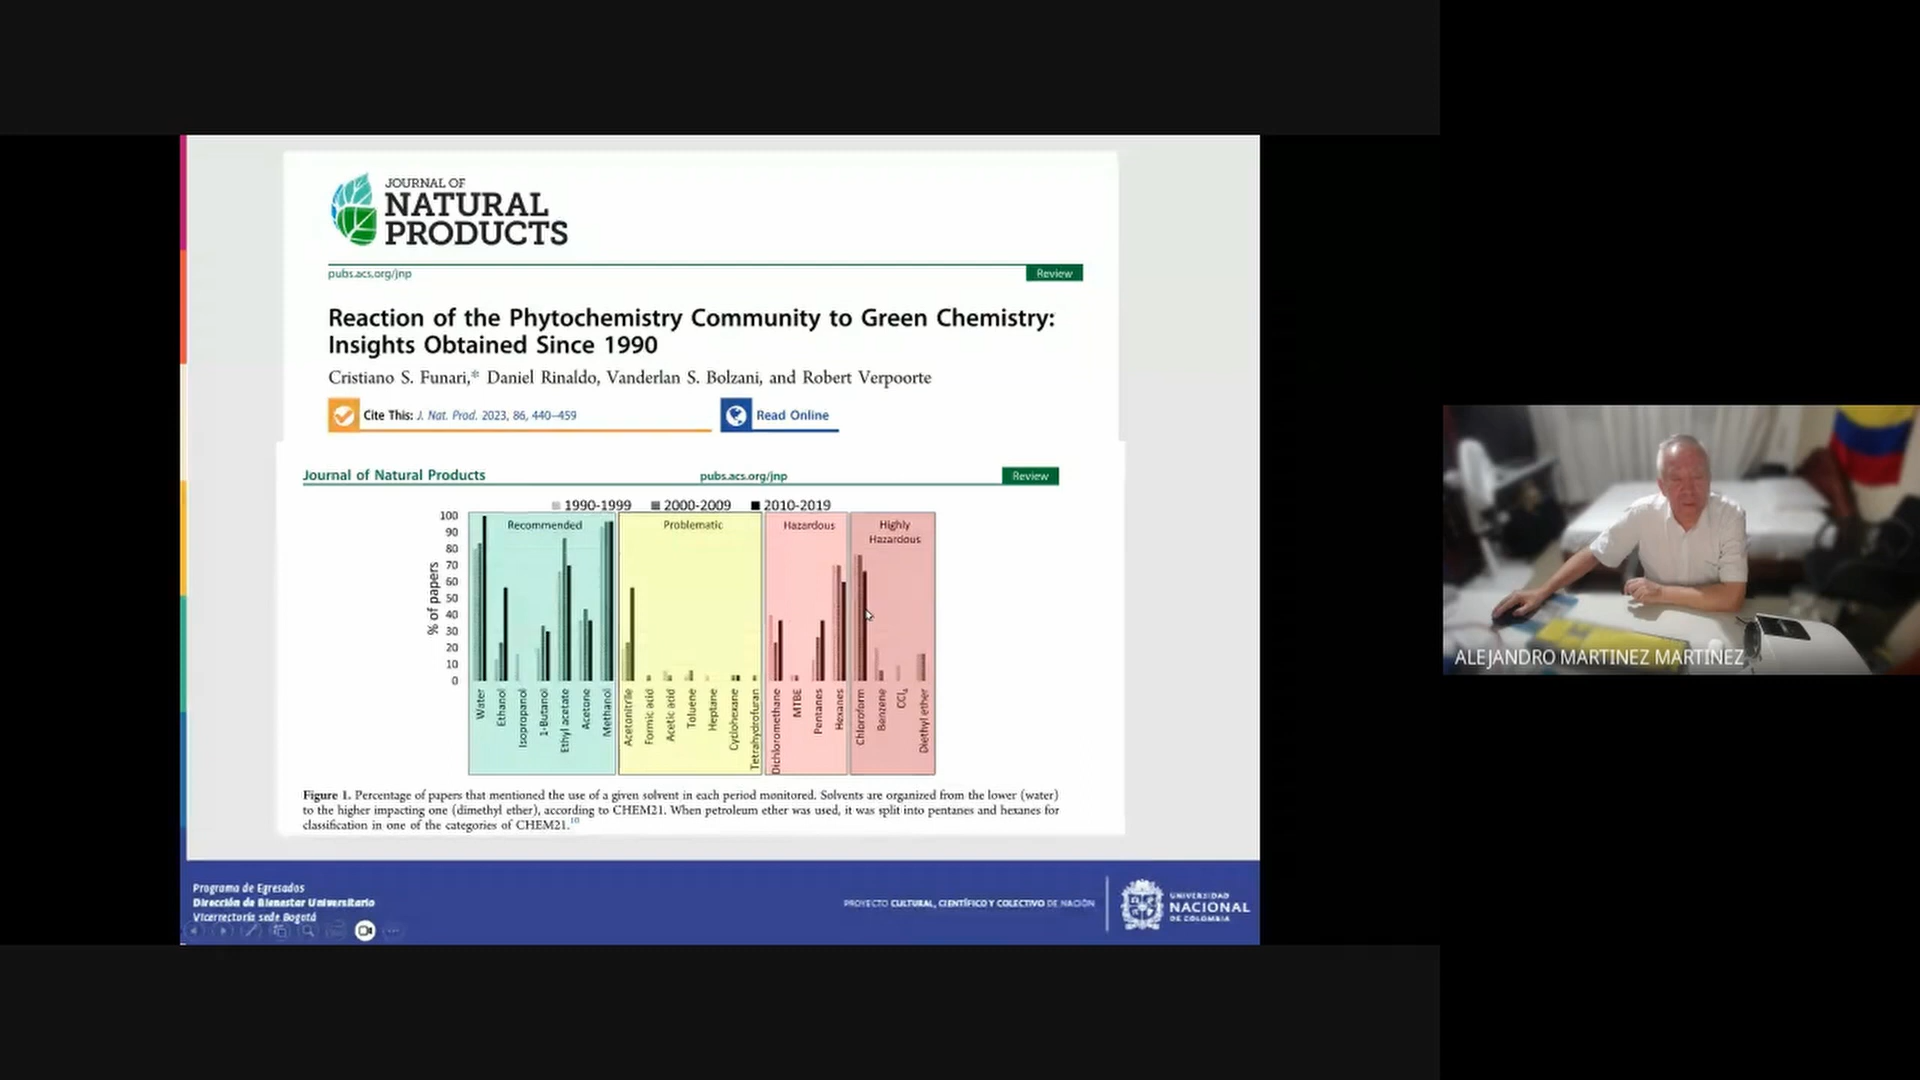 JOURNAL OF
NATURAL
PRODUCTS
pubs.acs.org/jnp
Review
Reaction of the Phytochemistry Community to Green Chemistry:
Insights Obtained Since 1990
Cristiano S. Funari,* Daniel Rinaldo, Vanderlan S. Bolzani, and Robert Verpoorte
Cite This: J. Nat. Prod. 2023, 86, 440–459
Read Online
Journal of Natural Products
pubs.acs.org/jnp
Review
1990-1999 2000-2009 2010-2019
Recommended
Problematic
Hazardous
Highly
Hazardous
% of papers
100
90
80
70
60
50
40
30
20
10
0
Water
Ethanol
Isopropanol
1-Butanol
Ethyl acetate
Acetone
Methanol
Acetonitrile
Formic acid
Acetic acid
Toluene
Heptane
Cyclohexane
Tetrahydrofuran
Dichloromethane
MTBE
Pentanes
Hexanes
Chloroform
Benzene
CCl₄
Diethyl ether
Figure 1. Percentage of papers that mentioned the use of a given solvent in each period monitored. Solvents are organized from the lower (water)
to the higher impacting one (dimethyl ether), according to CHEM21. When petroleum ether was used, it was split into pentanes and hexanes for
classification in one of the categories of CHEM21.¹⁰
Programa de Egresados
Dirección de Bienestar Universitario
Vicerrectoría sede Bogotá
PROYECTO CULTURAL, CIENTÍFICO Y COLECTIVO DE NACIÓN
UNIVERSIDAD
NACIONAL
DE COLOMBIA
ALEJANDRO MARTINEZ MARTINEZ